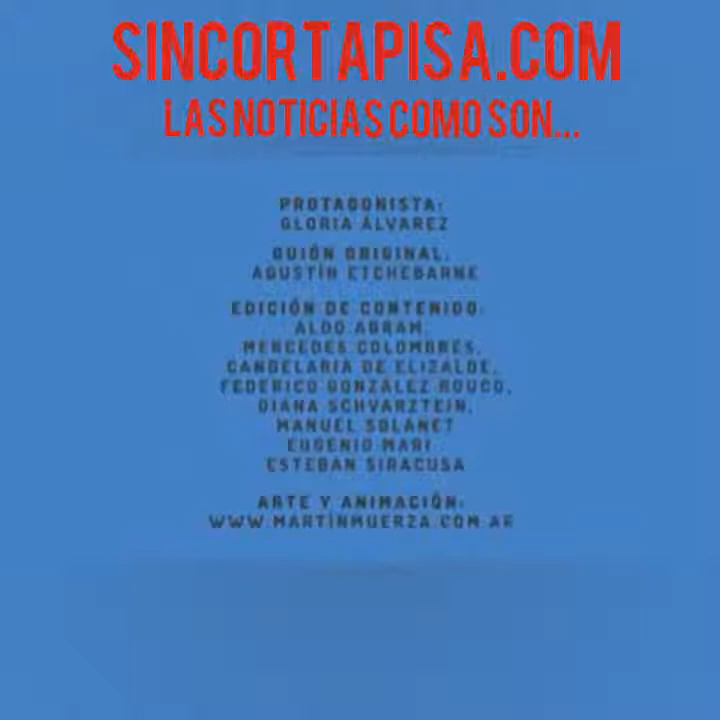 SINCORTAPISA.COM
LAS NOTICIAS COMO SON...
PROTAGONISTA:
GLORIA ÁLVAREZ
GUIÓN ORIGINAL,
AGUSTÍN ETCHEBARNE
EDICIÓN DE CONTENIDO:
ALDO ABRAM,
MERCEDES COLOMBRES,
CANDELARIA DE ELIZALDE,
FEDERICO GONZÁLEZ ROUCO,
DIANA SCHVARZTEIN,
MANUEL SOLANET
EUGENIO MARI
ESTEBAN SIRACUSA
ARTE Y ANIMACIÓN:
WWW.MARTINMUERZA.COM.AR